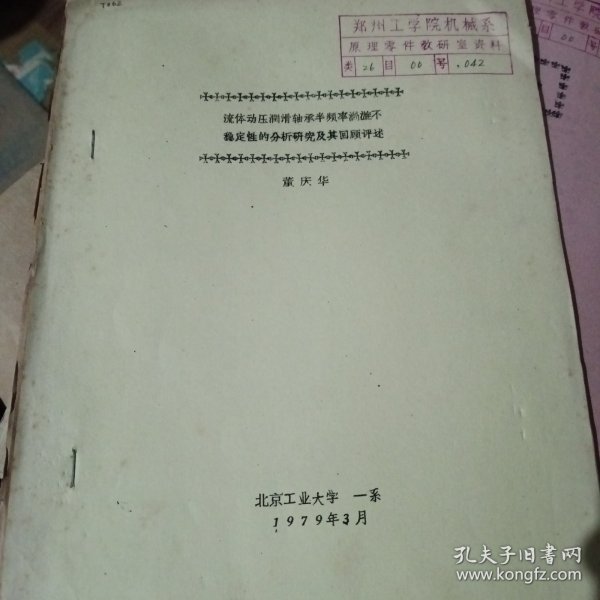 郑州工学院机械系
原理零件教研室资料
类 26 目 00 号 .042
流体动压润滑轴承半频率涡漩不
稳定性的分析研究及其回顾评述
董庆华
北京工业大学 一系
1979年3月
孔夫子旧书网
www.kongfz.com